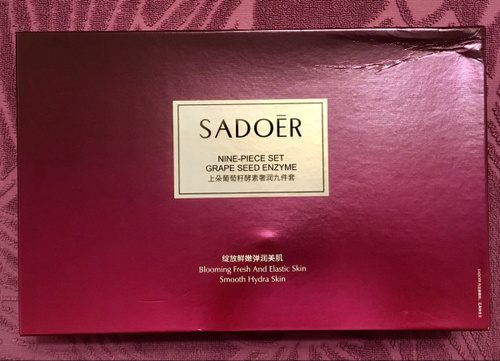 SADOĒR
NINE-PIECE SET
GRAPE SEED ENZYME
上朵葡萄籽酵素奢润九件套
绽放鲜嫩弹润美肌
Blooming Fresh And Elastic Skin
Smooth Hydra Skin